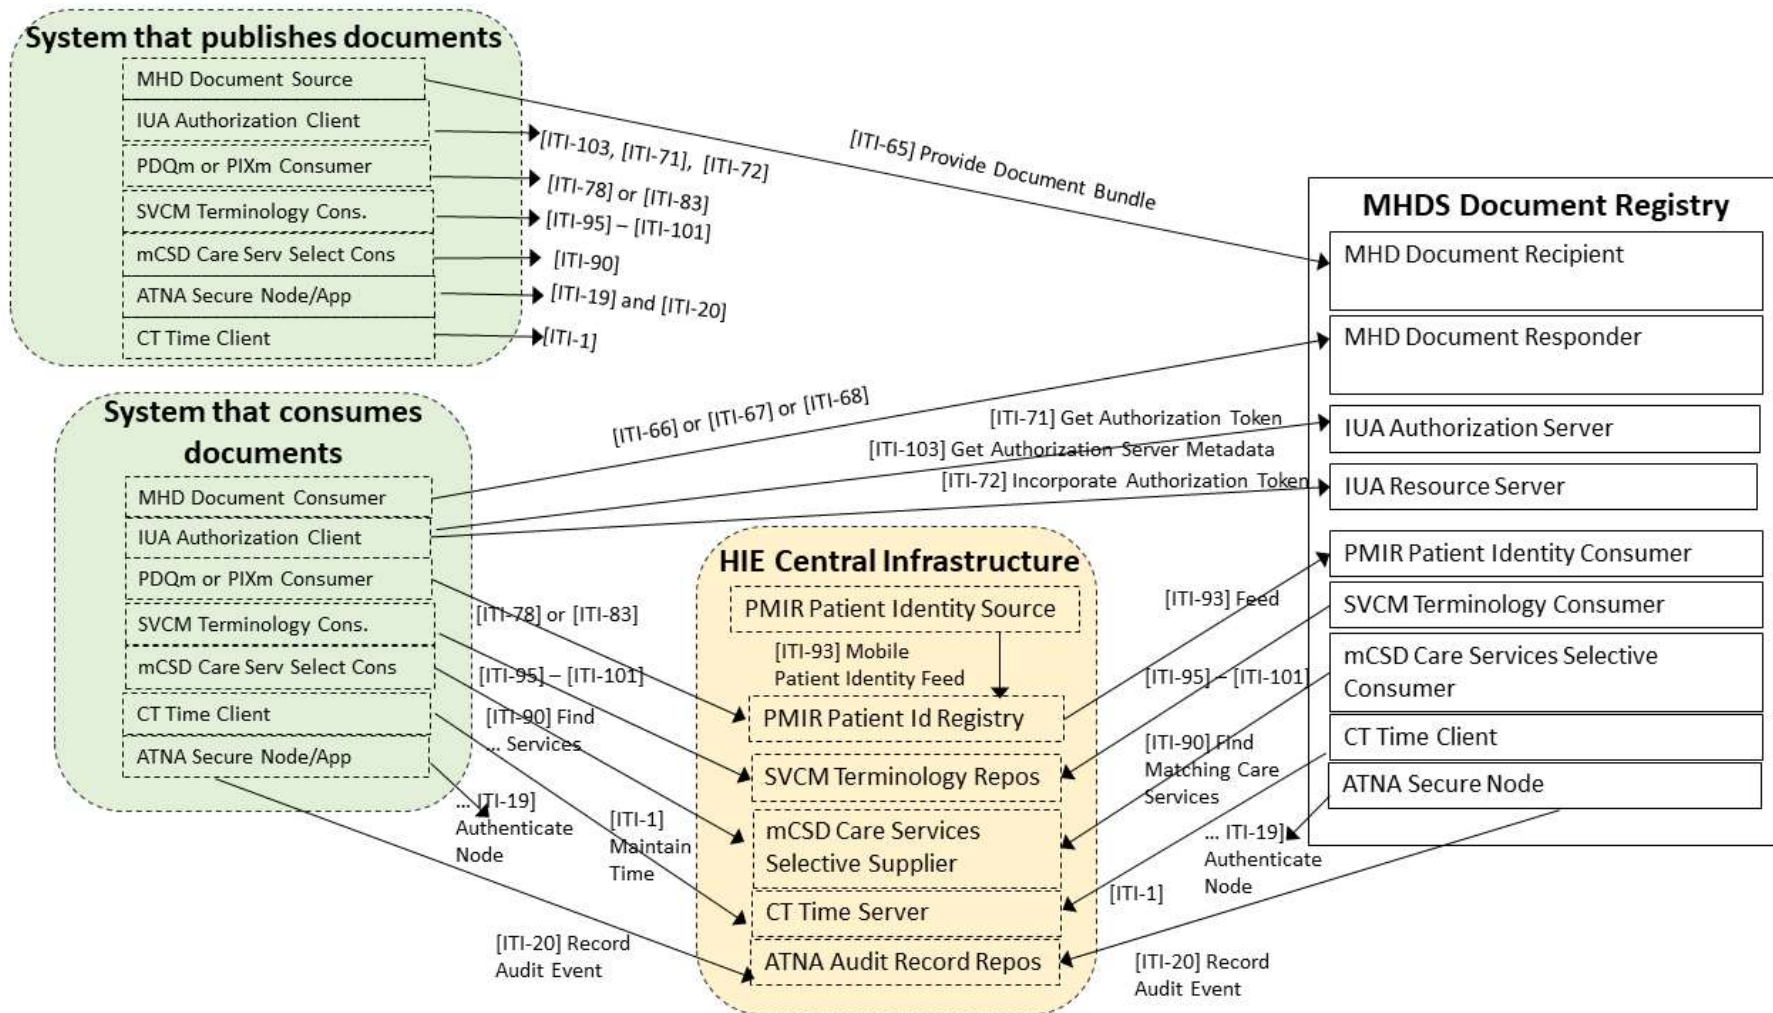 System that publishes documents
MHD Document Source
IUA Authorization Client
PDQm or PIXm Consumer
SVCM Terminology Cons.
mCSD Care Serv Select Cons
ATNA Secure Node/App
CT Time Client
[ITI-103, [ITI-71], [ITI-72]
[ITI-78] or [ITI-83]
[ITI-95] – [ITI-101]
[ITI-90]
[ITI-19] and [ITI-20]
[ITI-1]
[ITI-65] Provide Document Bundle
System that consumes
documents
MHD Document Consumer
IUA Authorization Client
PDQm or PIXm Consumer
SVCM Terminology Cons.
mCSD Care Serv Select Cons
CT Time Client
ATNA Secure Node/App
[ITI-66] or [ITI-67] or [ITI-68]
[ITI-71] Get Authorization Token
[ITI-103] Get Authorization Server Metadata
[ITI-72] Incorporate Authorization Token
[ITI-78] or [ITI-83]
[ITI-95] – [ITI-101]
[ITI-90] Find
... Services
... ITI-19]
Authenticate
Node
[ITI-1]
Maintain
Time
[ITI-20] Record
Audit Event
HIE Central Infrastructure
PMIR Patient Identity Source
[ITI-93] Mobile
Patient Identity Feed
PMIR Patient Id Registry
SVCM Terminology Repos
mCSD Care Services
Selective Supplier
CT Time Server
ATNA Audit Record Repos
[ITI-93] Feed
[ITI-95] – [ITI-101]
[ITI-90] Find
Matching Care
Services
... ITI-19]
Authenticate
Node
[ITI-1]
[ITI-20] Record
Audit Event
MHDS Document Registry
MHD Document Recipient
MHD Document Responder
IUA Authorization Server
IUA Resource Server
PMIR Patient Identity Consumer
SVCM Terminology Consumer
mCSD Care Services Selective
Consumer
CT Time Client
ATNA Secure Node